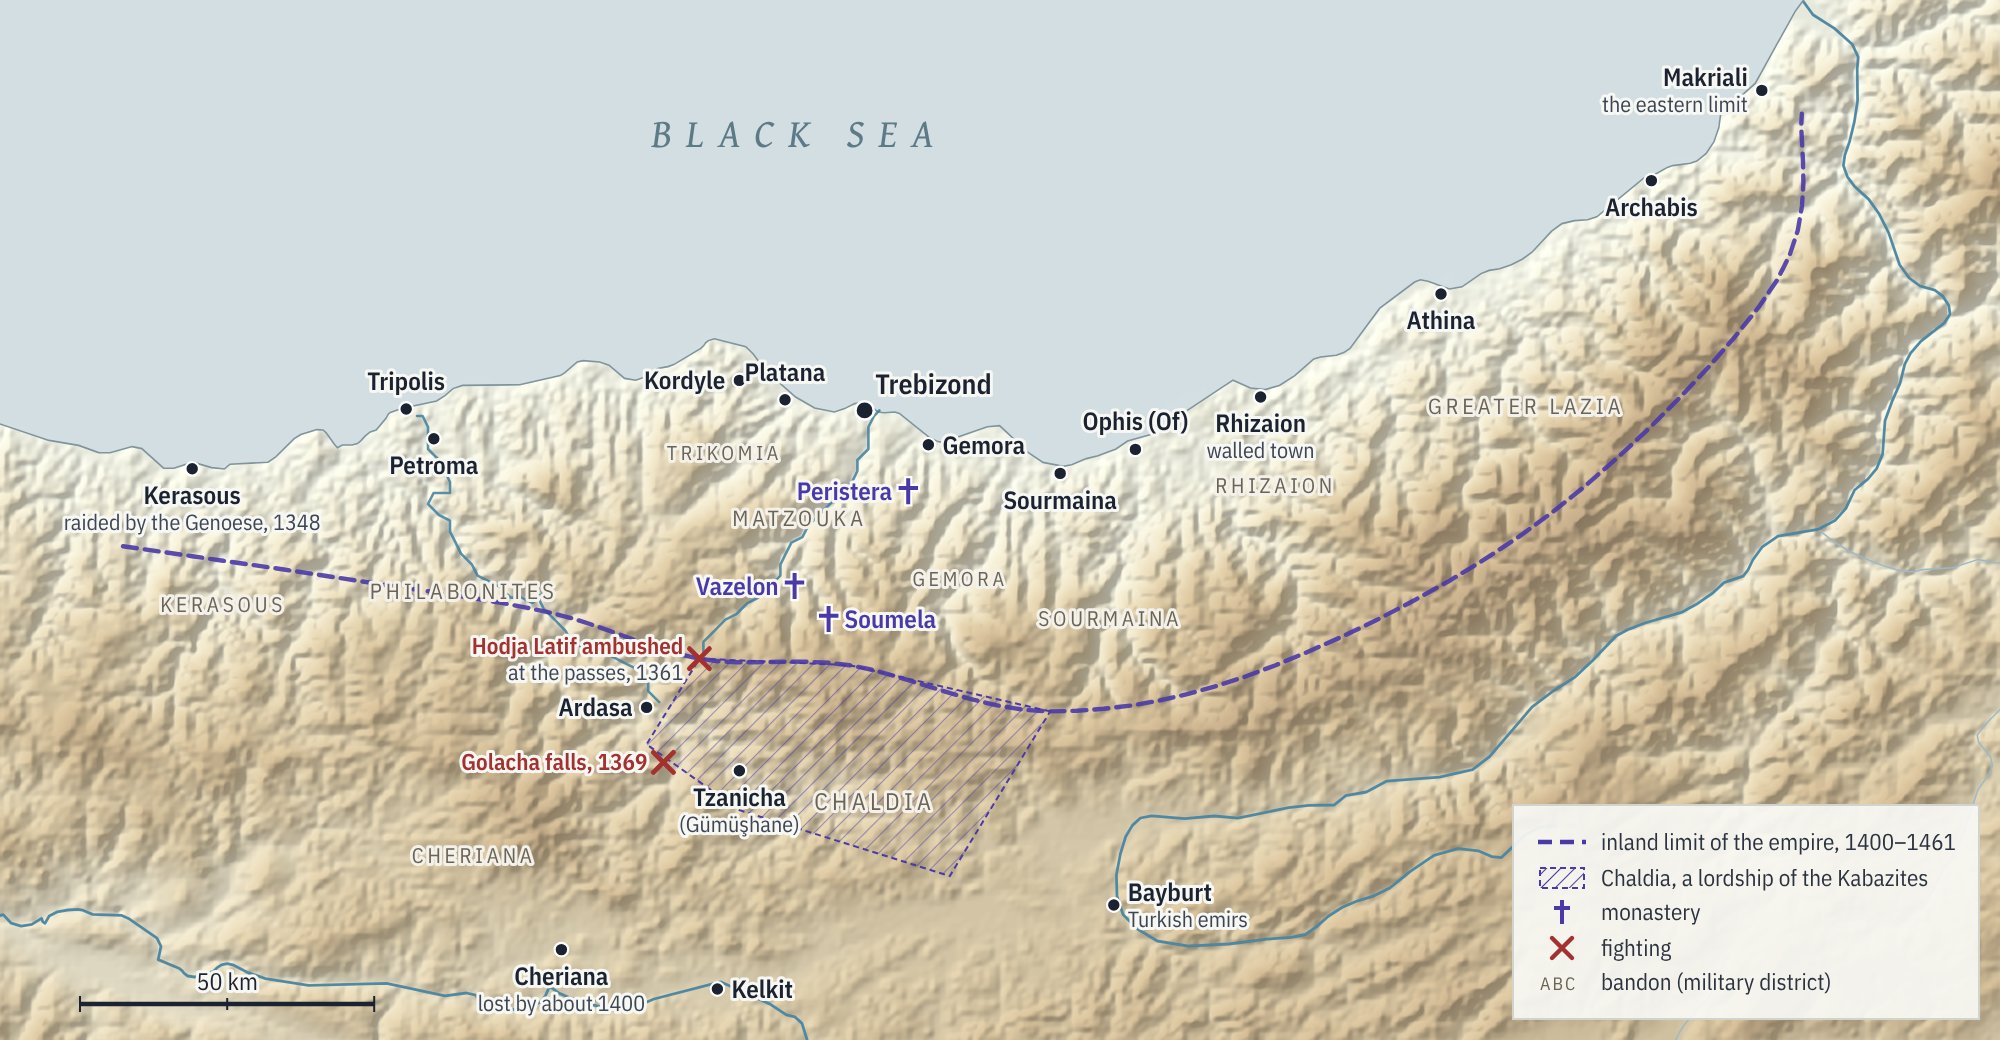 BLACK SEA
Makriali
the eastern limit
Archabis
Athina
Tripolis
Kordyle
Platana
Trebizond
Petroma
Gemora
Ophis (Of)
Rhizaion
walled town
GREATER LAZIA
TRIKOMIA
Kerasous
raided by the Genoese, 1348
Peristera
MATZOUKA
Sourmaina
RHIZAION
KERASOUS
PHILABONITES
Vazelon
GEMORA
Soumela
SOURMAINA
Hodja Latif ambushed
at the passes, 1361
Ardasa
Golacha falls, 1369
Tzanicha
(Gümüşhane)
CHALDIA
CHERIANA
Bayburt
Turkish emirs
Cheriana
lost by about 1400
Kelkit
50 km
inland limit of the empire, 1400–1461
Chaldia, a lordship of the Kabazites
monastery
fighting
ABC bandon (military district)